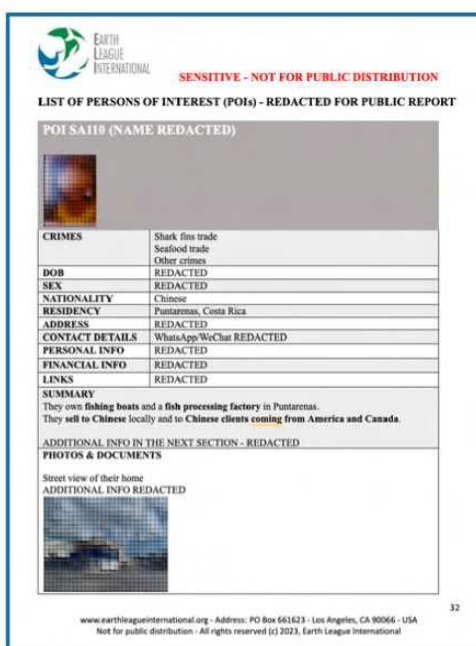 EARTH
LEAGUE
INTERNATIONAL
SENSITIVE – NOT FOR PUBLIC DISTRIBUTION
LIST OF PERSONS OF INTEREST (POIs) - REDACTED FOR PUBLIC REPORT
POI SA110 (NAME REDACTED)
CRIMES Shark fins trade
Seafood trade
Other crimes
DOB REDACTED
SEX REDACTED
NATIONALITY Chinese
RESIDENCY Puntarenas, Costa Rica
ADDRESS REDACTED
CONTACT DETAILS WhatsApp/WeChat REDACTED
PERSONAL INFO REDACTED
FINANCIAL INFO REDACTED
LINKS REDACTED
SUMMARY
They own fishing boats and a fish processing factory in Puntarenas.
They sell to Chinese locally and to Chinese clients coming from America and Canada.
ADDITIONAL INFO IN THE NEXT SECTION - REDACTED
PHOTOS & DOCUMENTS
Street view of their home
ADDITIONAL INFO REDACTED
32
www.earthleagueinternational.org - Address: PO Box 661623 - Los Angeles, CA 90066 - USA
Not for public distribution - All rights reserved (c) 2023, Earth League International